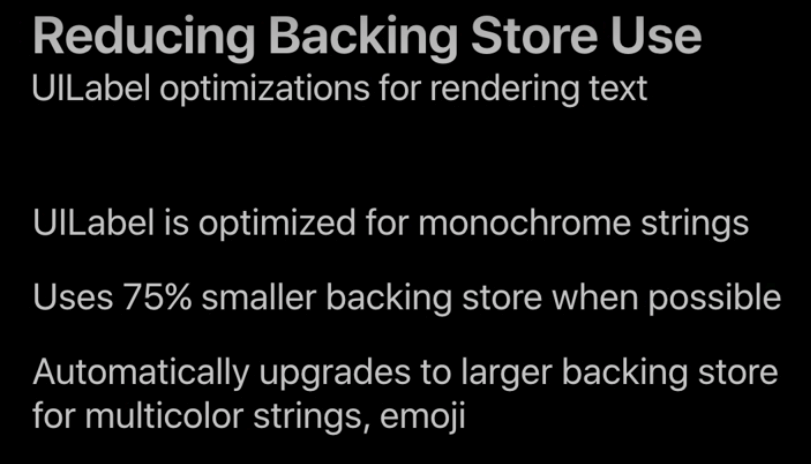 Reducing Backing Store Use
UILabel optimizations for rendering text
UILabel is optimized for monochrome strings
Uses 75% smaller backing store when possible
Automatically upgrades to larger backing store
for multicolor strings, emoji